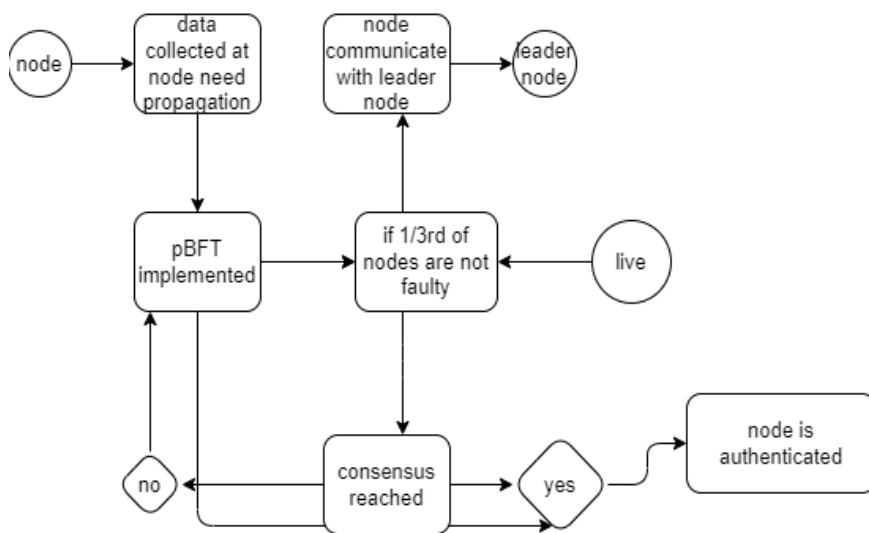 node
data
collected at
node need
propagation
node
communicate
with leader
node
leader
node
pBFT
implemented
if 1/3rd of
nodes are not
faulty
live
no
consensus
reached
yes
node is
authenticated